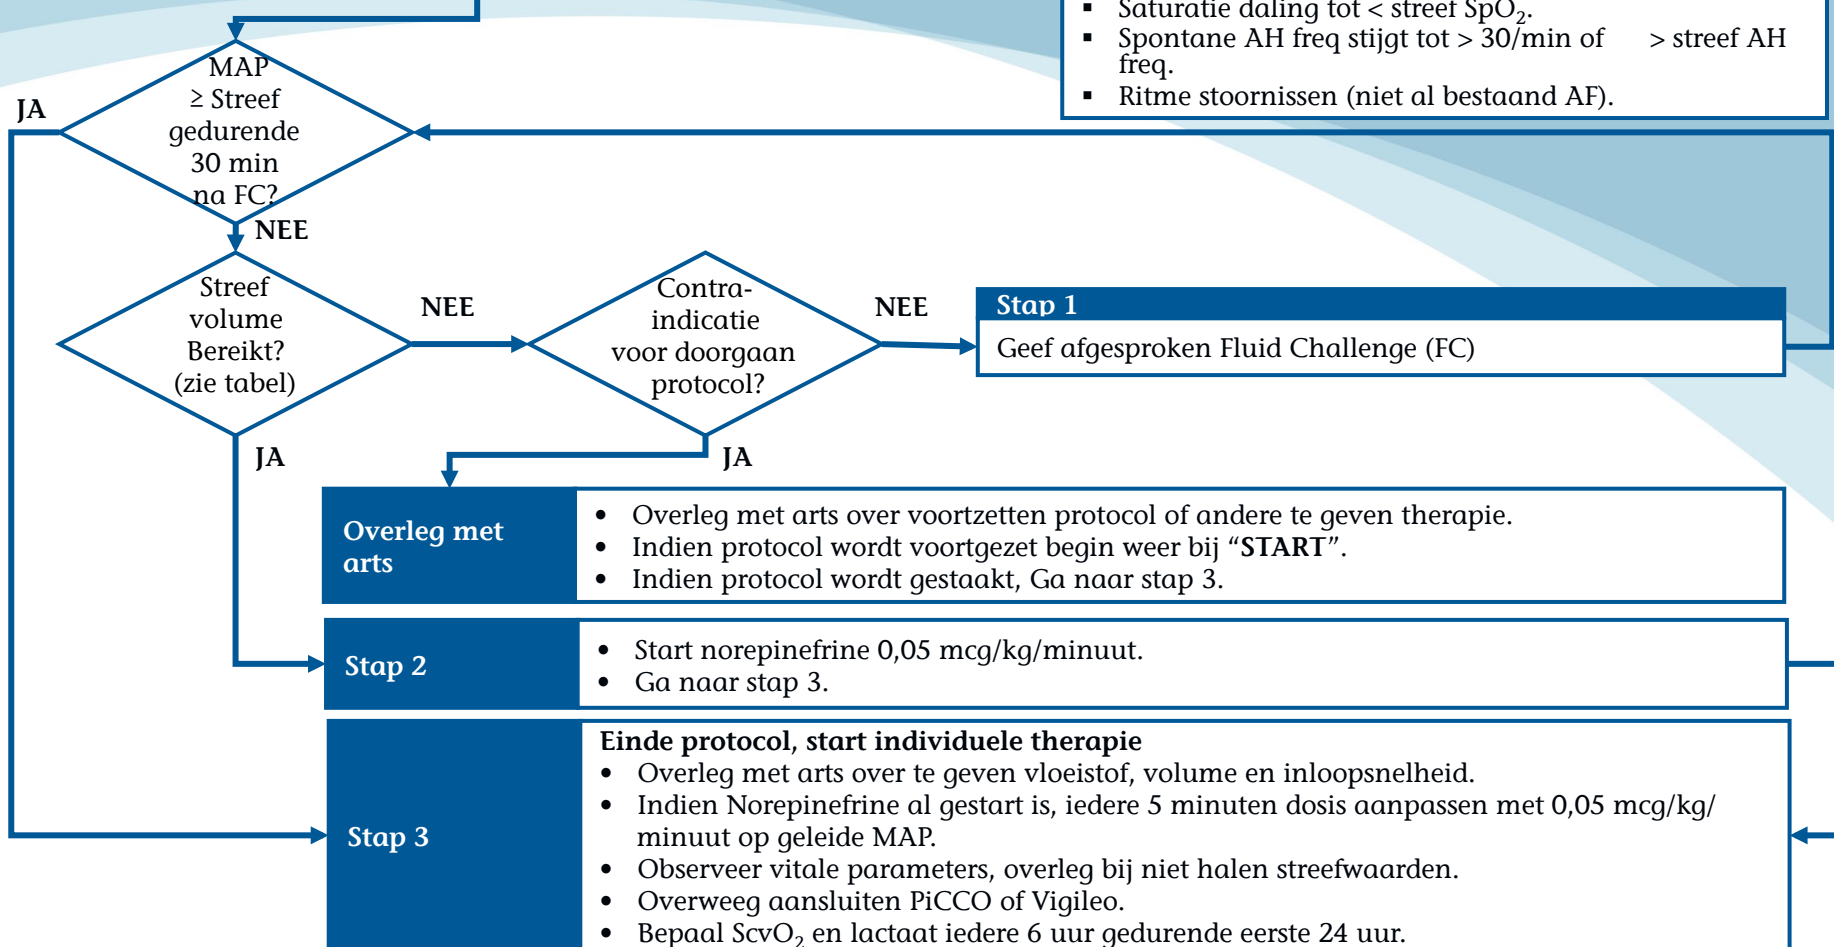 ▪ Saturatie daling tot < streef SpO₂.
▪ Spontane AH freq stijgt tot > 30/min of > streef AH
freq.
▪ Ritme stoornissen (niet al bestaand AF).
MAP
≥ Streef
gedurende
30 min
na FC?
JA
NEE
Streef
volume
Bereikt?
(zie tabel)
NEE
Contra-
indicatie
voor doorgaan
protocol?
NEE
Stap 1
Geef afgesproken Fluid Challenge (FC)
JA
JA
Overleg met
arts
• Overleg met arts over voortzetten protocol of andere te geven therapie.
• Indien protocol wordt voortgezet begin weer bij “START”.
• Indien protocol wordt gestaakt, Ga naar stap 3.
Stap 2
• Start norepinefrine 0,05 mcg/kg/minuut.
• Ga naar stap 3.
Stap 3
Einde protocol, start individuele therapie
• Overleg met arts over te geven vloeistof, volume en inloopsnelheid.
• Indien Norepinefrine al gestart is, iedere 5 minuten dosis aanpassen met 0,05 mcg/kg/
minuut op geleide MAP.
• Observeer vitale parameters, overleg bij niet halen streefwaarden.
• Overweeg aansluiten PiCCO of Vigileo.
• Bepaal ScvO₂ en lactaat iedere 6 uur gedurende eerste 24 uur.